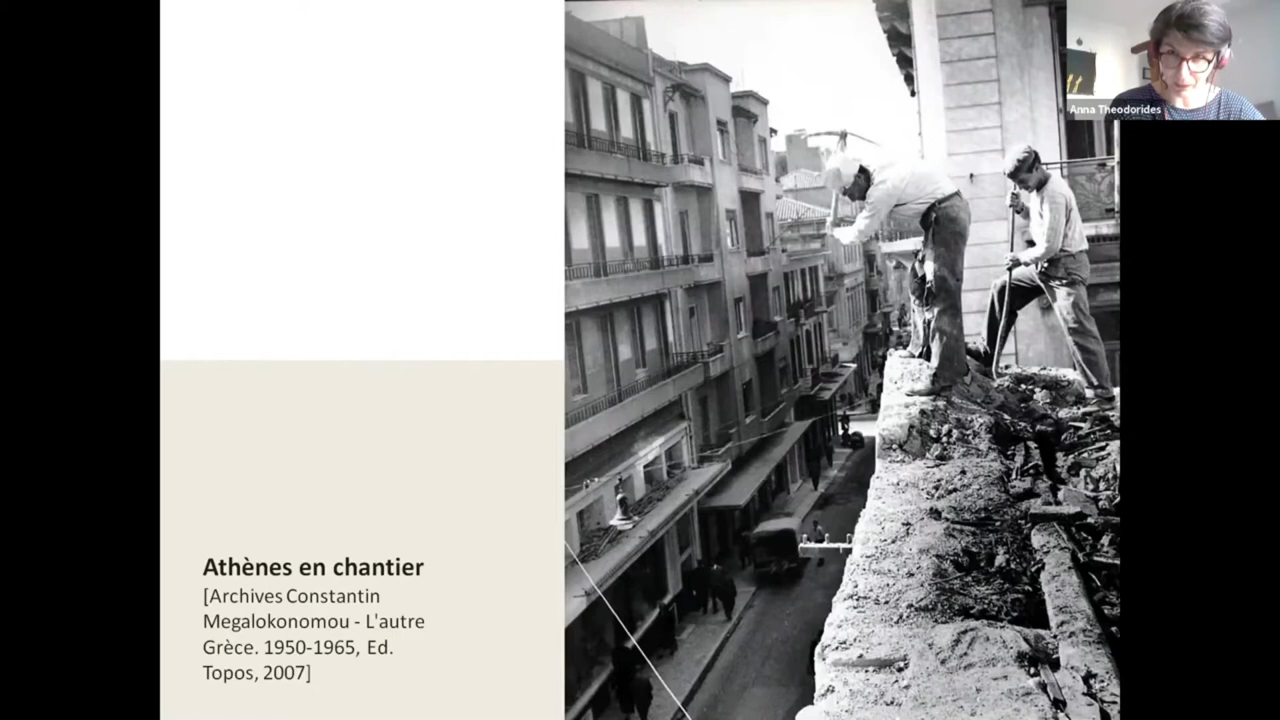 Anna Theodorides
Athènes en chantier
[Archives Constantin
Megalokonomou - L'autre
Grèce. 1950-1965, Ed.
Topos, 2007]